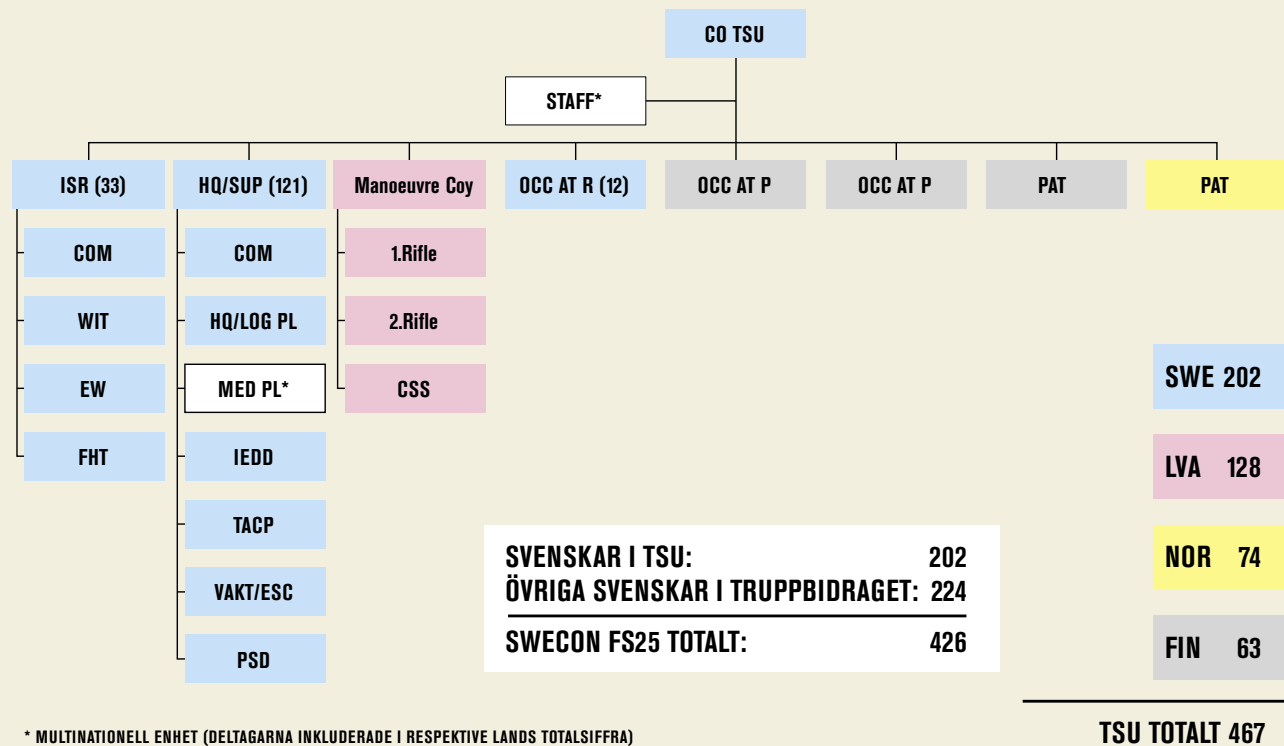 CO TSU
STAFF*
ISR (33)
HQ/SUP (121)
Manoeuvre Coy
OCC AT R (12)
OCC AT P
OCC AT P
PAT
PAT
COM
COM
1.Rifle
WIT
HQ/LOG PL
2.Rifle
EW
MED PL*
CSS
FHT
IEDD
TACP
VAKT/ESC
PSD
SWE 202
LVA 128
NOR 74
FIN 63
SVENSKAR I TSU: 202
ÖVRIGA SVENSKAR I TRUPPBIDRAGET: 224
SWECON FS25 TOTALT: 426
* MULTINATIONELL ENHET (DELTAGARNA INKLUDERADE I RESPEKTIVE LANDS TOTALSIFFRA)
TSU TOTALT 467